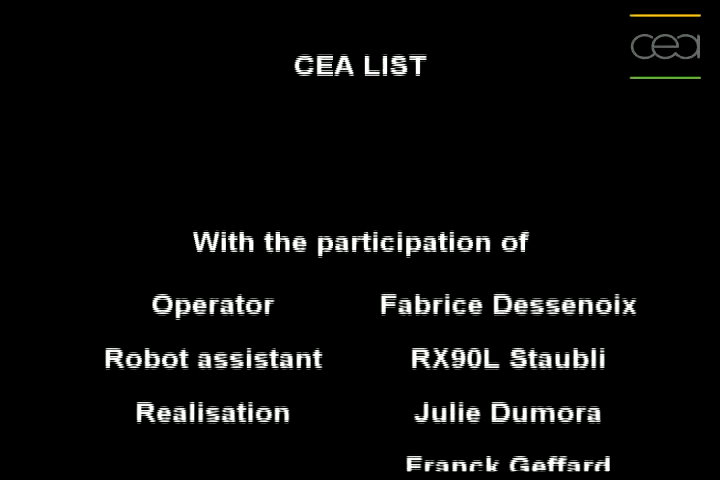 cea
CEA LIST
With the participation of
Operator Fabrice Dessenoix
Robot assistant RX90L Staubli
Realisation Julie Dumora
Franck Geffard